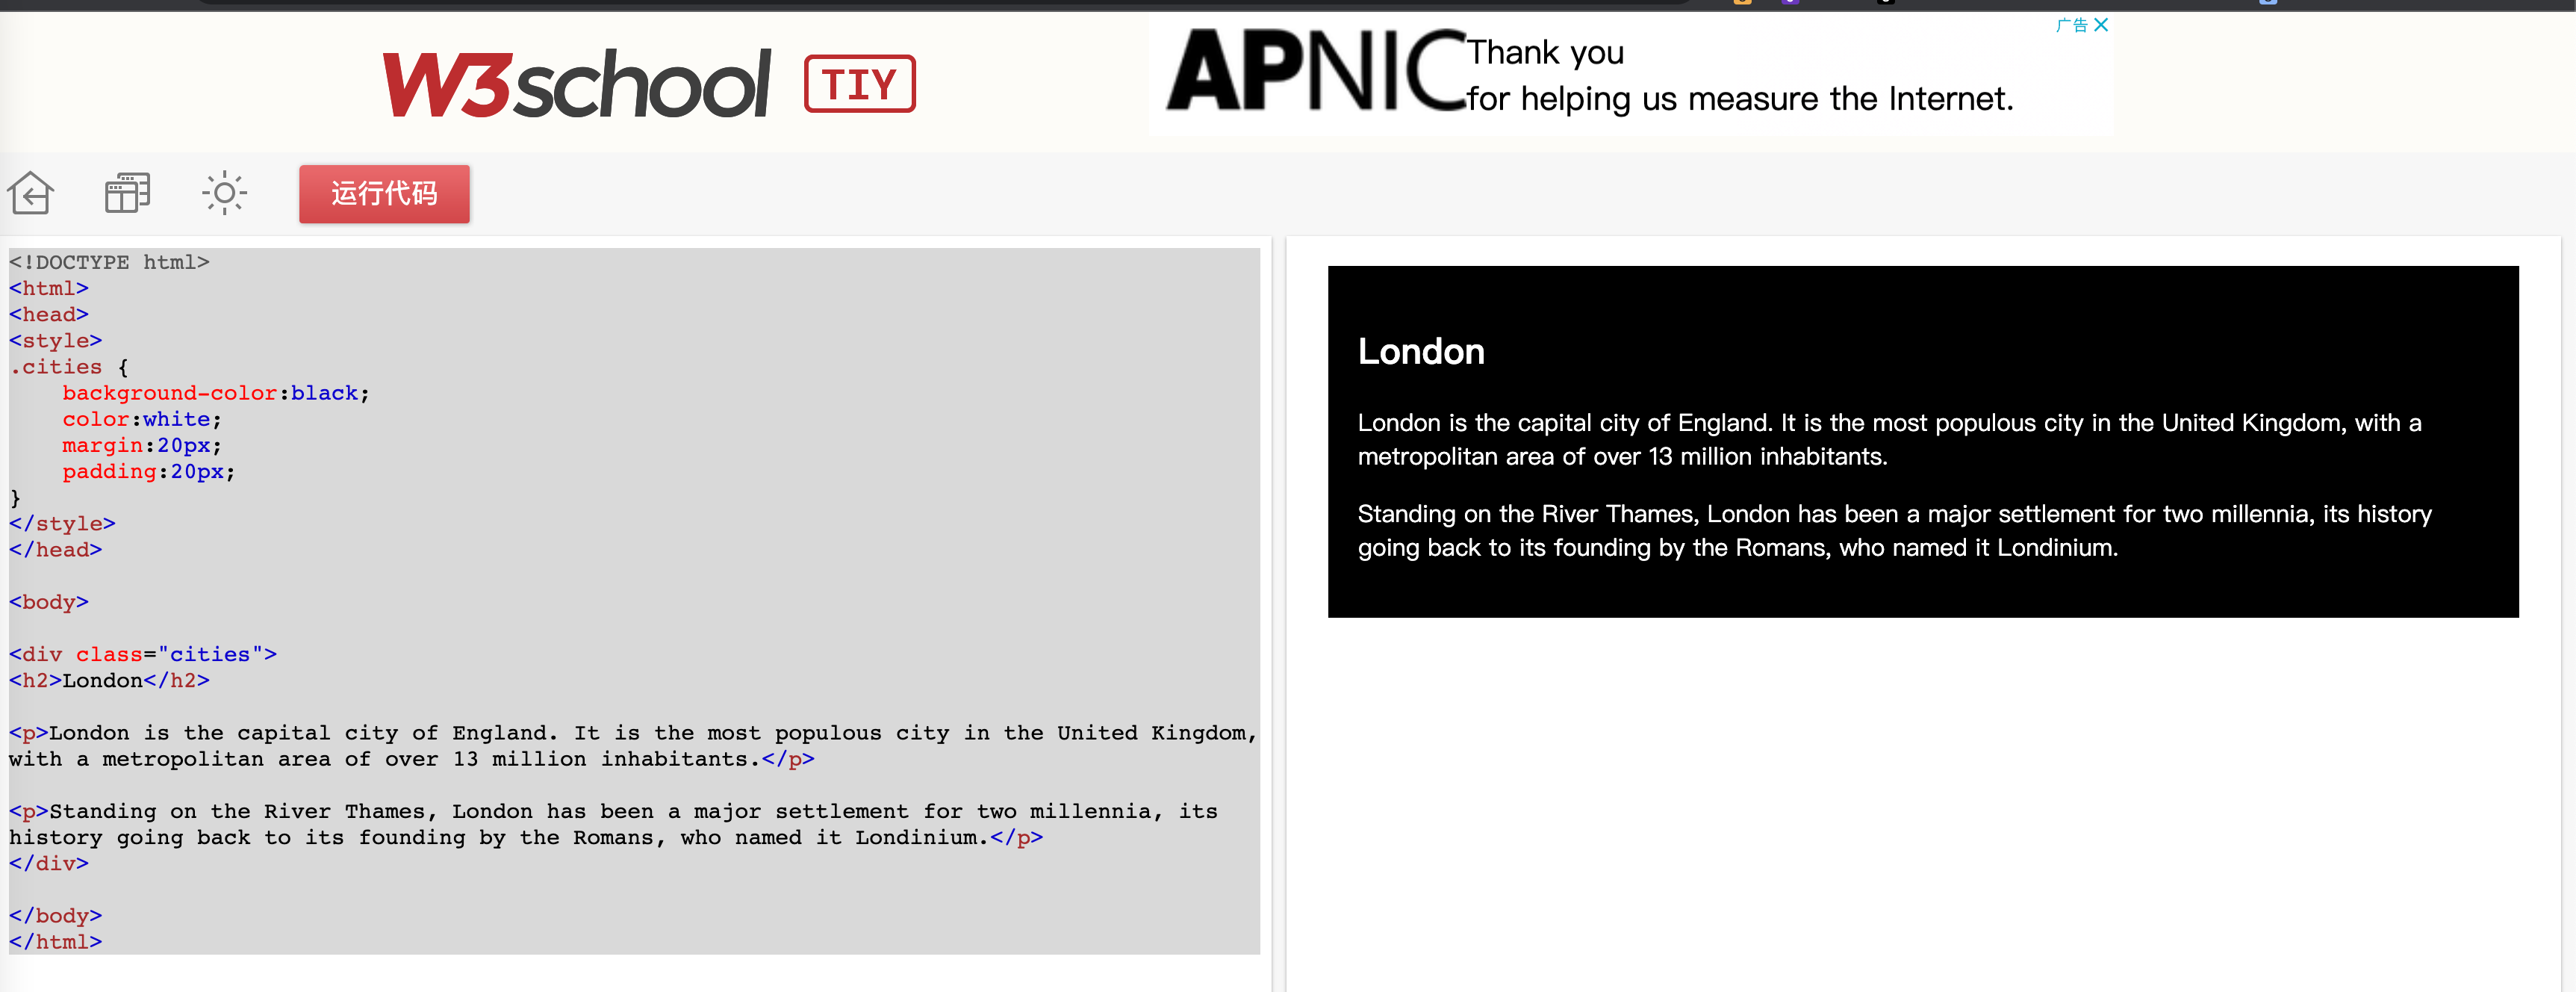 W3school TIY
APNIC
Thank you
for helping us measure the Internet.
广告
运行代码
<!DOCTYPE html>
<html>
<head>
<style>
.cities {
    background-color:black;
    color:white;
    margin:20px;
    padding:20px;
}
</style>
</head>
<body>
<div class="cities">
<h2>London</h2>
<p>London is the capital city of England. It is the most populous city in the United Kingdom,
with a metropolitan area of over 13 million inhabitants.</p>
<p>Standing on the River Thames, London has been a major settlement for two millennia, its
history going back to its founding by the Romans, who named it Londinium.</p>
</div>
</body>
</html>
London
London is the capital city of England. It is the most populous city in the United Kingdom, with a
metropolitan area of over 13 million inhabitants.
Standing on the River Thames, London has been a major settlement for two millennia, its history
going back to its founding by the Romans, who named it Londinium.